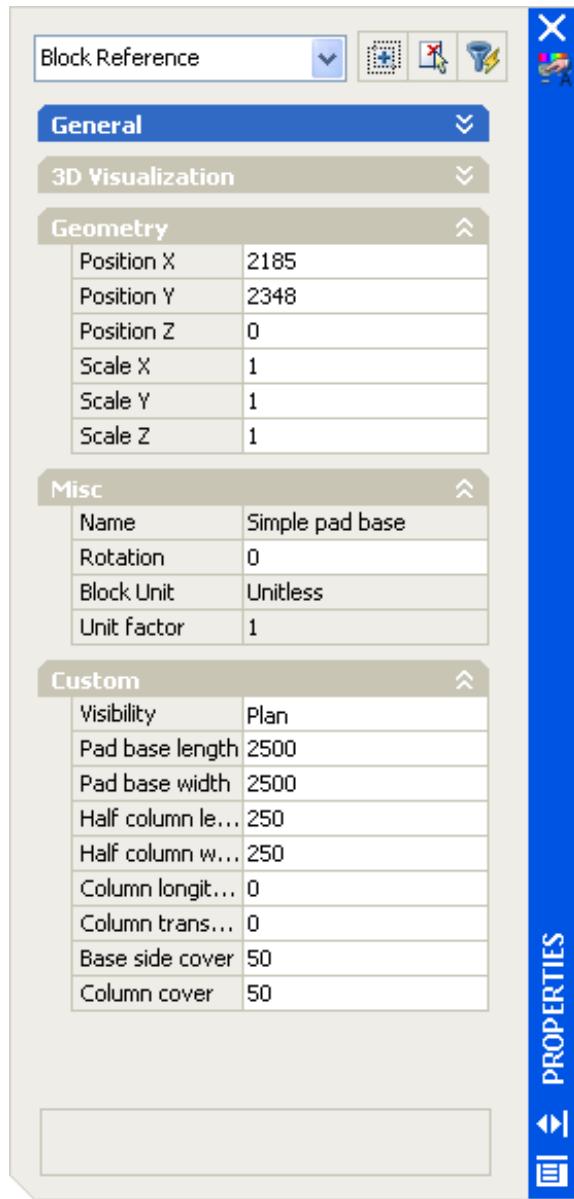 Block Reference
General
3D Visualization
Geometry
Position X 2185
Position Y 2348
Position Z 0
Scale X 1
Scale Y 1
Scale Z 1
Misc
Name Simple pad base
Rotation 0
Block Unit Unitless
Unit factor 1
Custom
Visibility Plan
Pad base length 2500
Pad base width 2500
Half column le... 250
Half column w... 250
Column longit... 0
Column trans... 0
Base side cover 50
Column cover 50
PROPERTIES